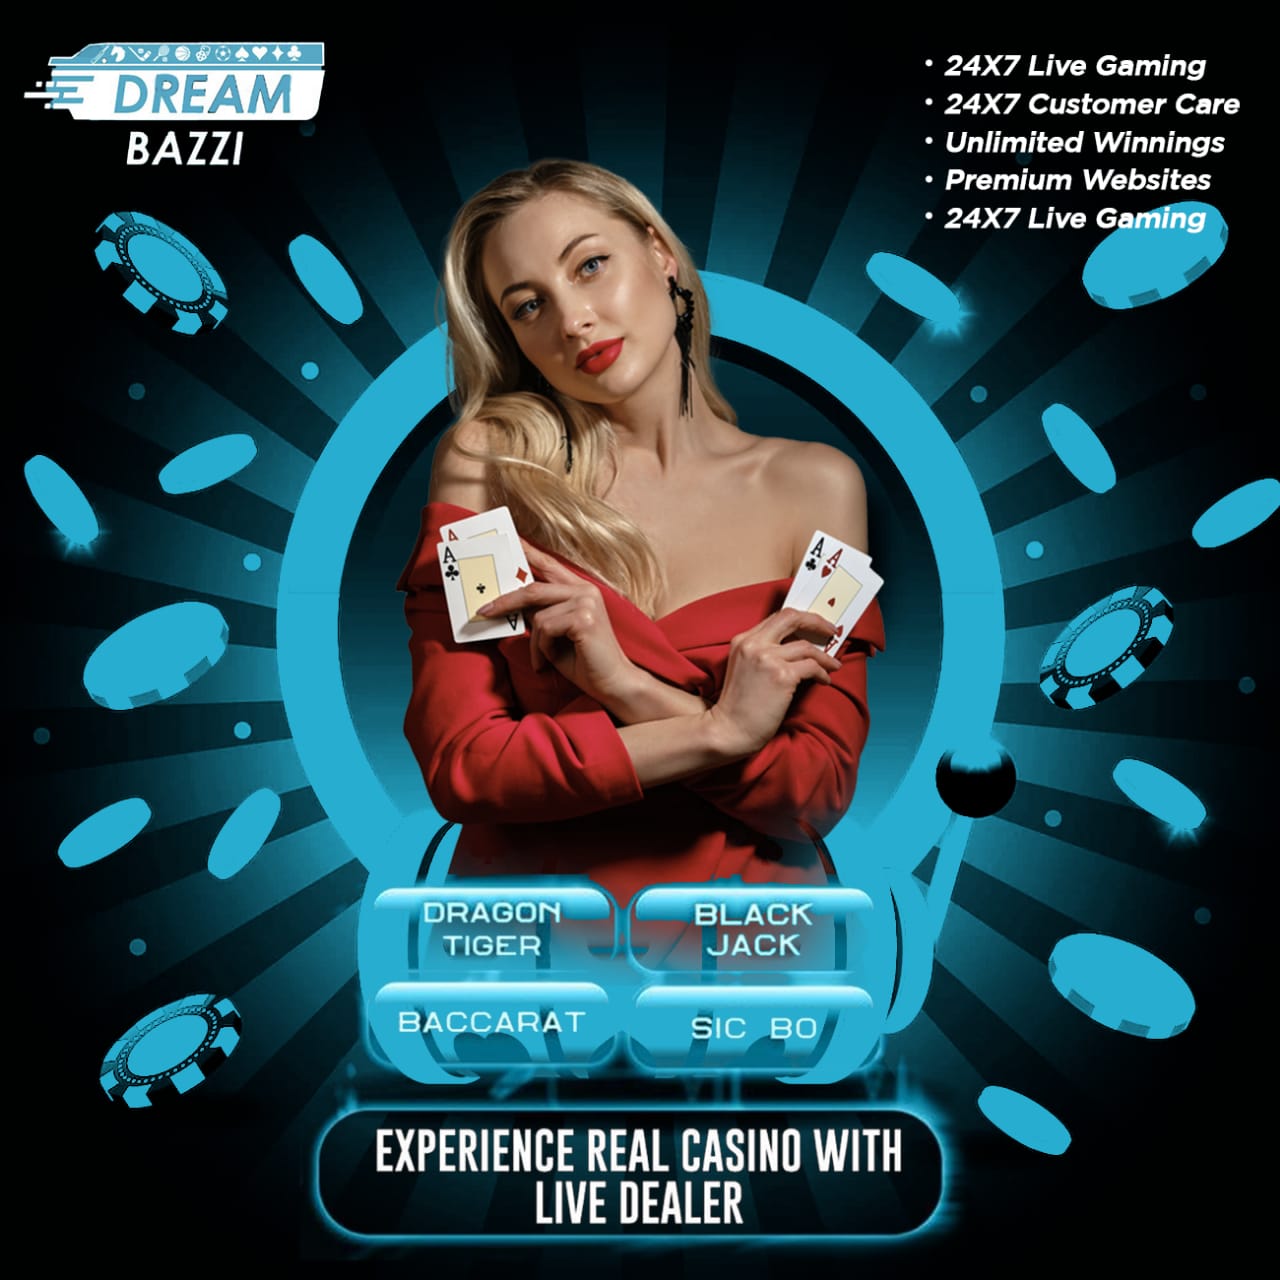 DREAM
BAZZI
• 24X7 Live Gaming
• 24X7 Customer Care
• Unlimited Winnings
• Premium Websites
• 24X7 Live Gaming
A
A
A
A
A
A
DRAGON
TIGER
BLACK
JACK
BACCARAT
SIC BO
EXPERIENCE REAL CASINO WITH
LIVE DEALER